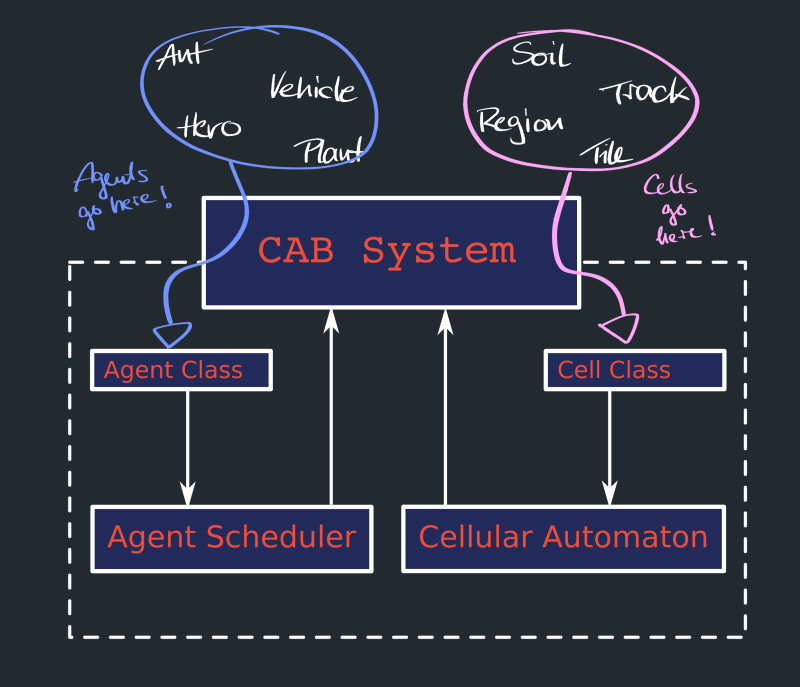 Ant
Vehicle
Hero
Plant
Soil
Track
Region
Tile
Agents
go here!
Cells
go
here!
CAB System
Agent Class
Cell Class
Agent Scheduler
Cellular Automaton